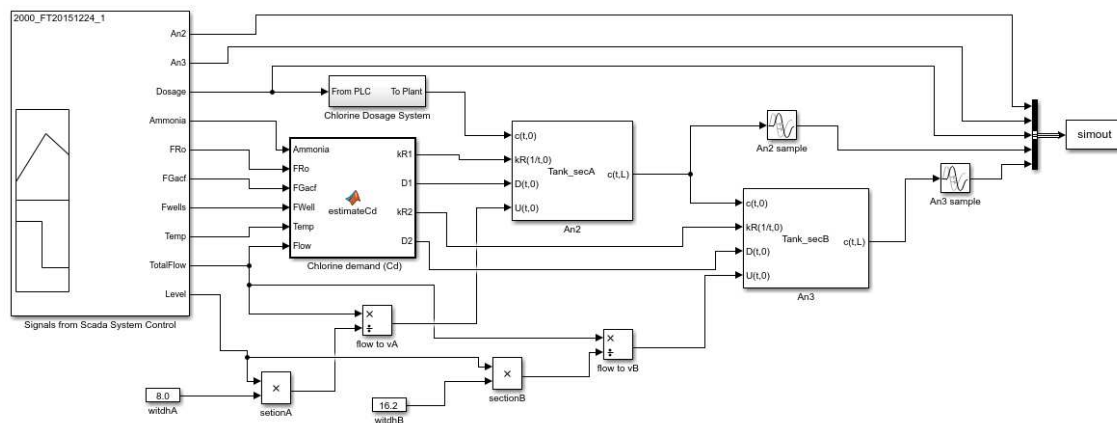 2000_FT20151224_1
An2
An3
Dosage
Ammonia
FRo
FGacf
Fwells
Temp
TotalFlow
Level
Signals from Scada System Control
From PLC To Plant
Chlorine Dosage System
Ammonia
FRo
FGacf
FWell
Temp
Flow
estimateCd
kR1
D1
kR2
D2
Chlorine demand (Cd)
c(t,0)
kR(1/t,0)
D(t,0)
U(t,0)
Tank_secA
c(t,L)
An2
An2 sample
c(t,0)
kR(1/t,0)
D(t,0)
U(t,0)
Tank_secB
c(t,L)
An3
An3 sample
simout
×
÷
flow to vA
×
÷
flow to vB
8.0
witdhA
×
setionA
16.2
witdhB
×
sectionB